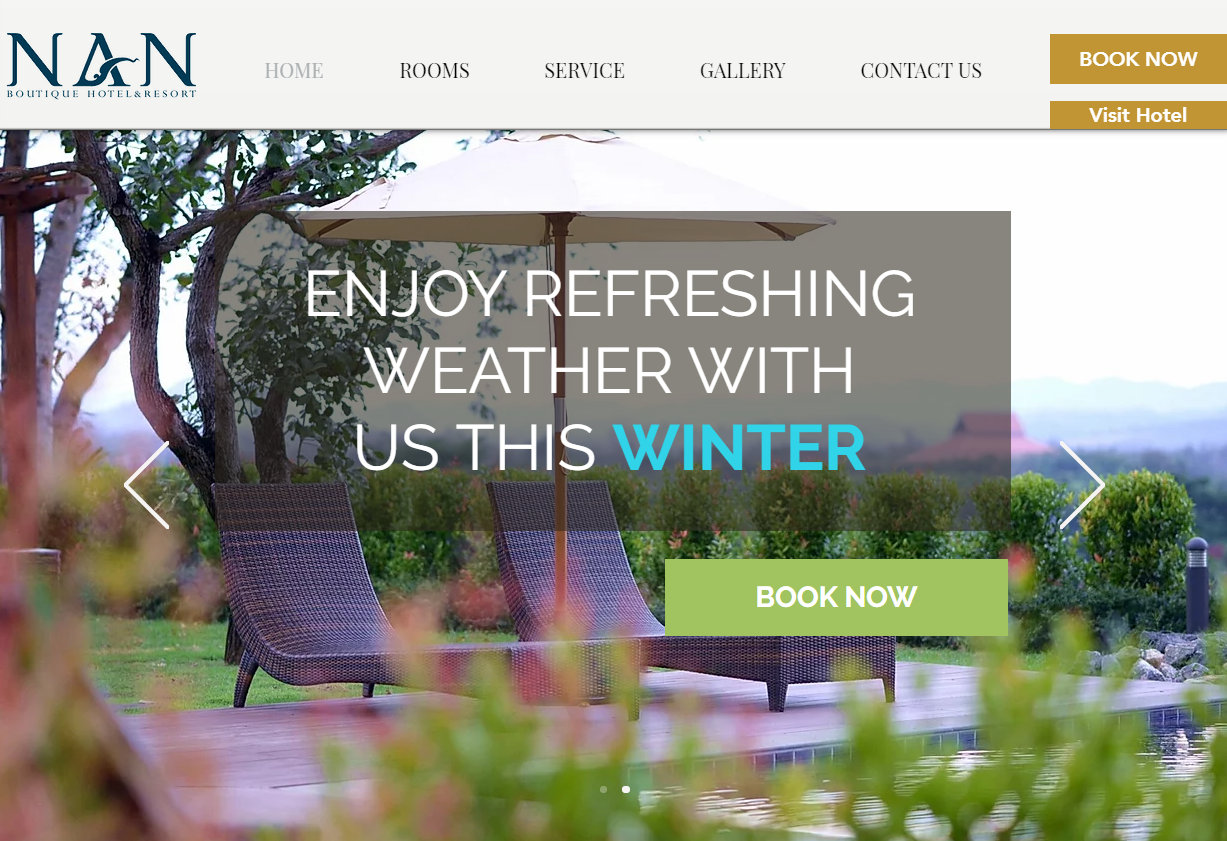 NAN
BOUTIQUE HOTEL&RESORT
HOME
ROOMS
SERVICE
GALLERY
CONTACT US
BOOK NOW
Visit Hotel
ENJOY REFRESHING
WEATHER WITH
US THIS WINTER
BOOK NOW